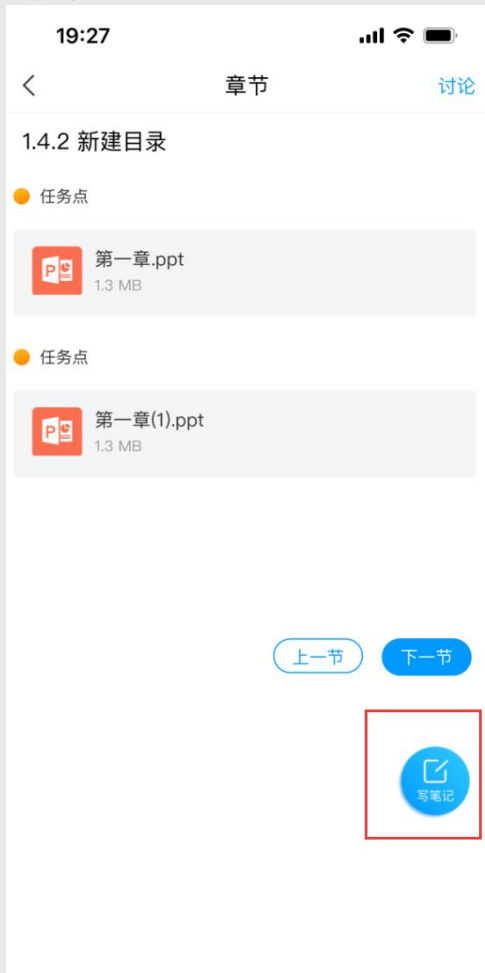 19:27
章节
讨论
1.4.2 新建目录
任务点
第一章.ppt
1.3 MB
任务点
第一章(1).ppt
1.3 MB
上一节
下一节
写笔记